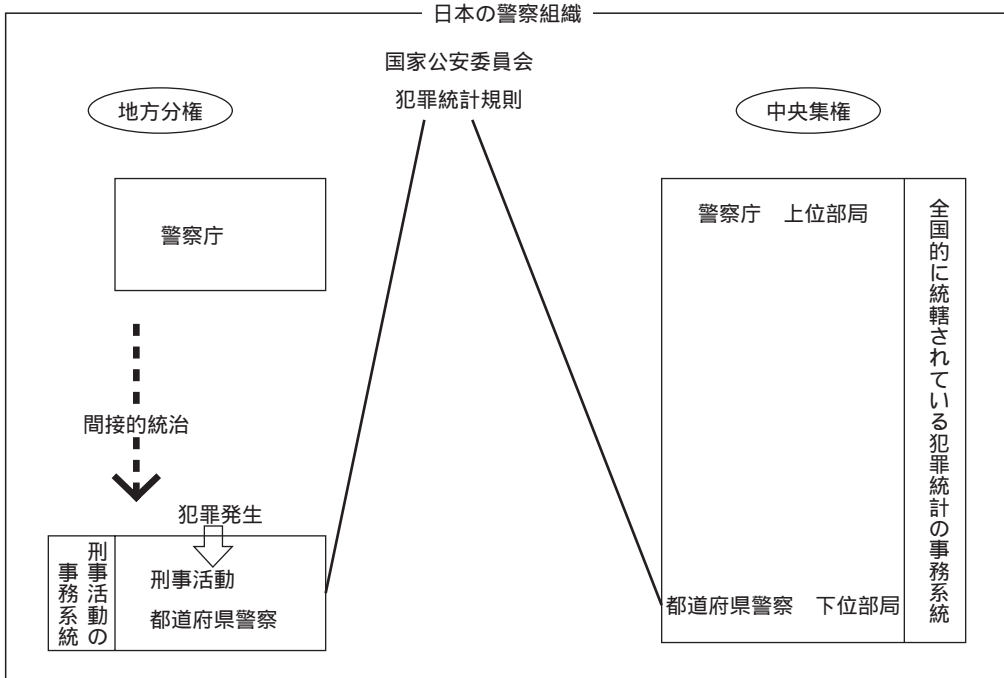 日本の警察組織
国家公安委員会
犯罪統計規則
地方分権
中央集権
警察庁
間接的統治
犯罪発生
刑事活動
都道府県警察
刑事活動の
事務系統
警察庁　上位部局
都道府県警察　下位部局
全国的に統轄されている犯罪統計の事務系統